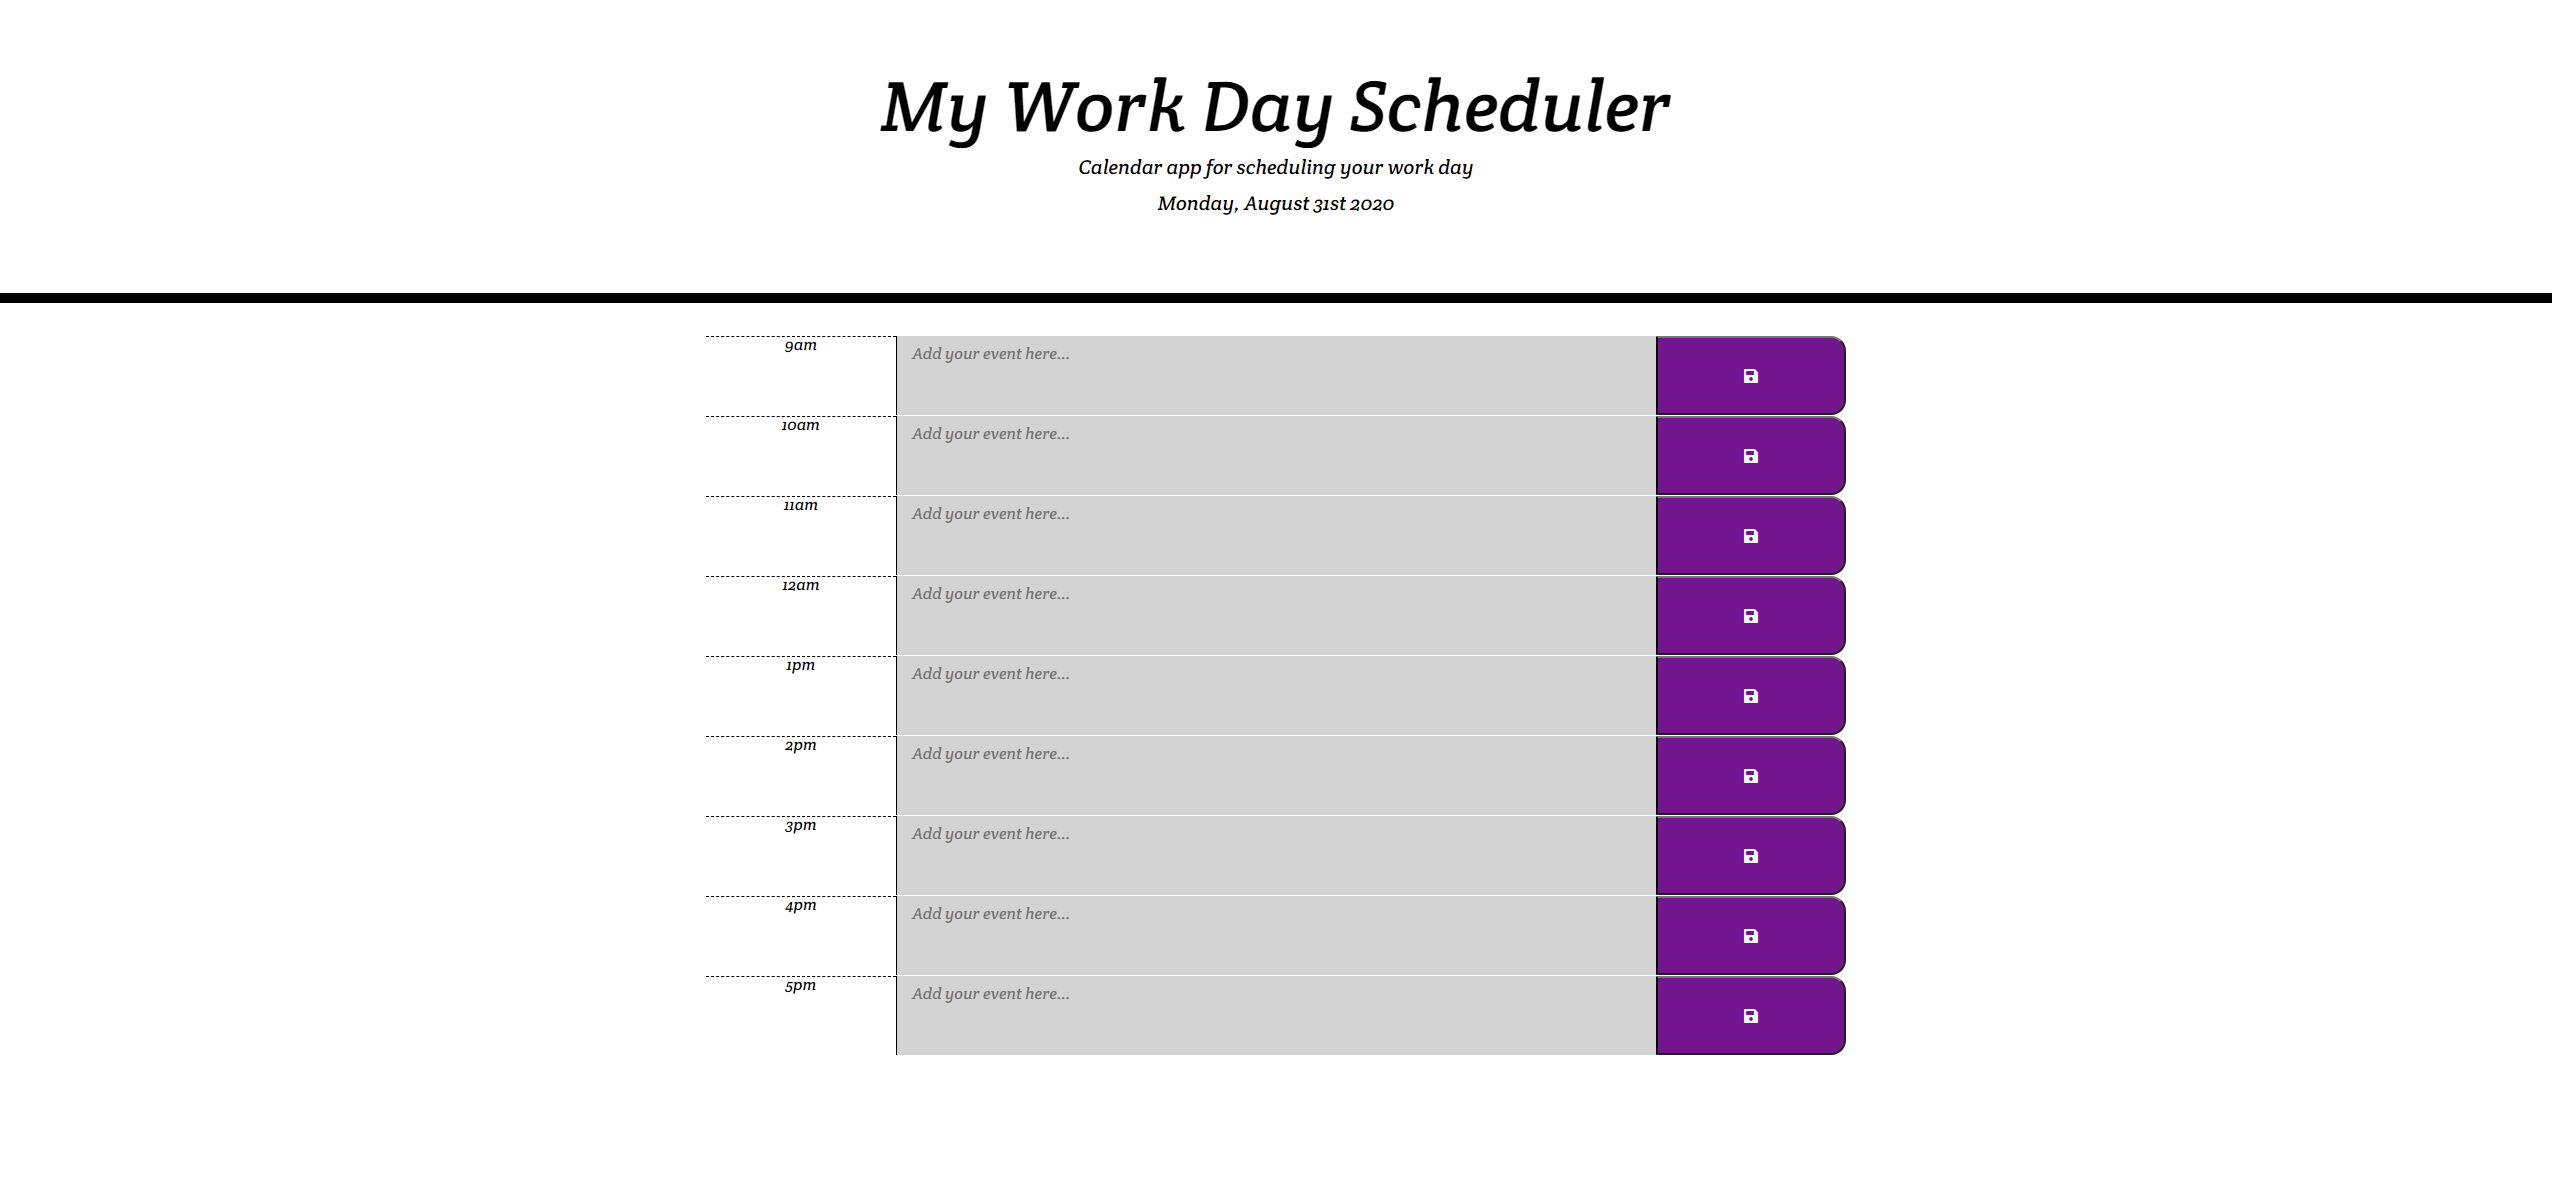 My Work Day Scheduler
Calendar app for scheduling your work day
Monday, August 31st 2020
9am
Add your event here...
10am
Add your event here...
11am
Add your event here...
12am
Add your event here...
1pm
Add your event here...
2pm
Add your event here...
3pm
Add your event here...
4pm
Add your event here...
5pm
Add your event here...